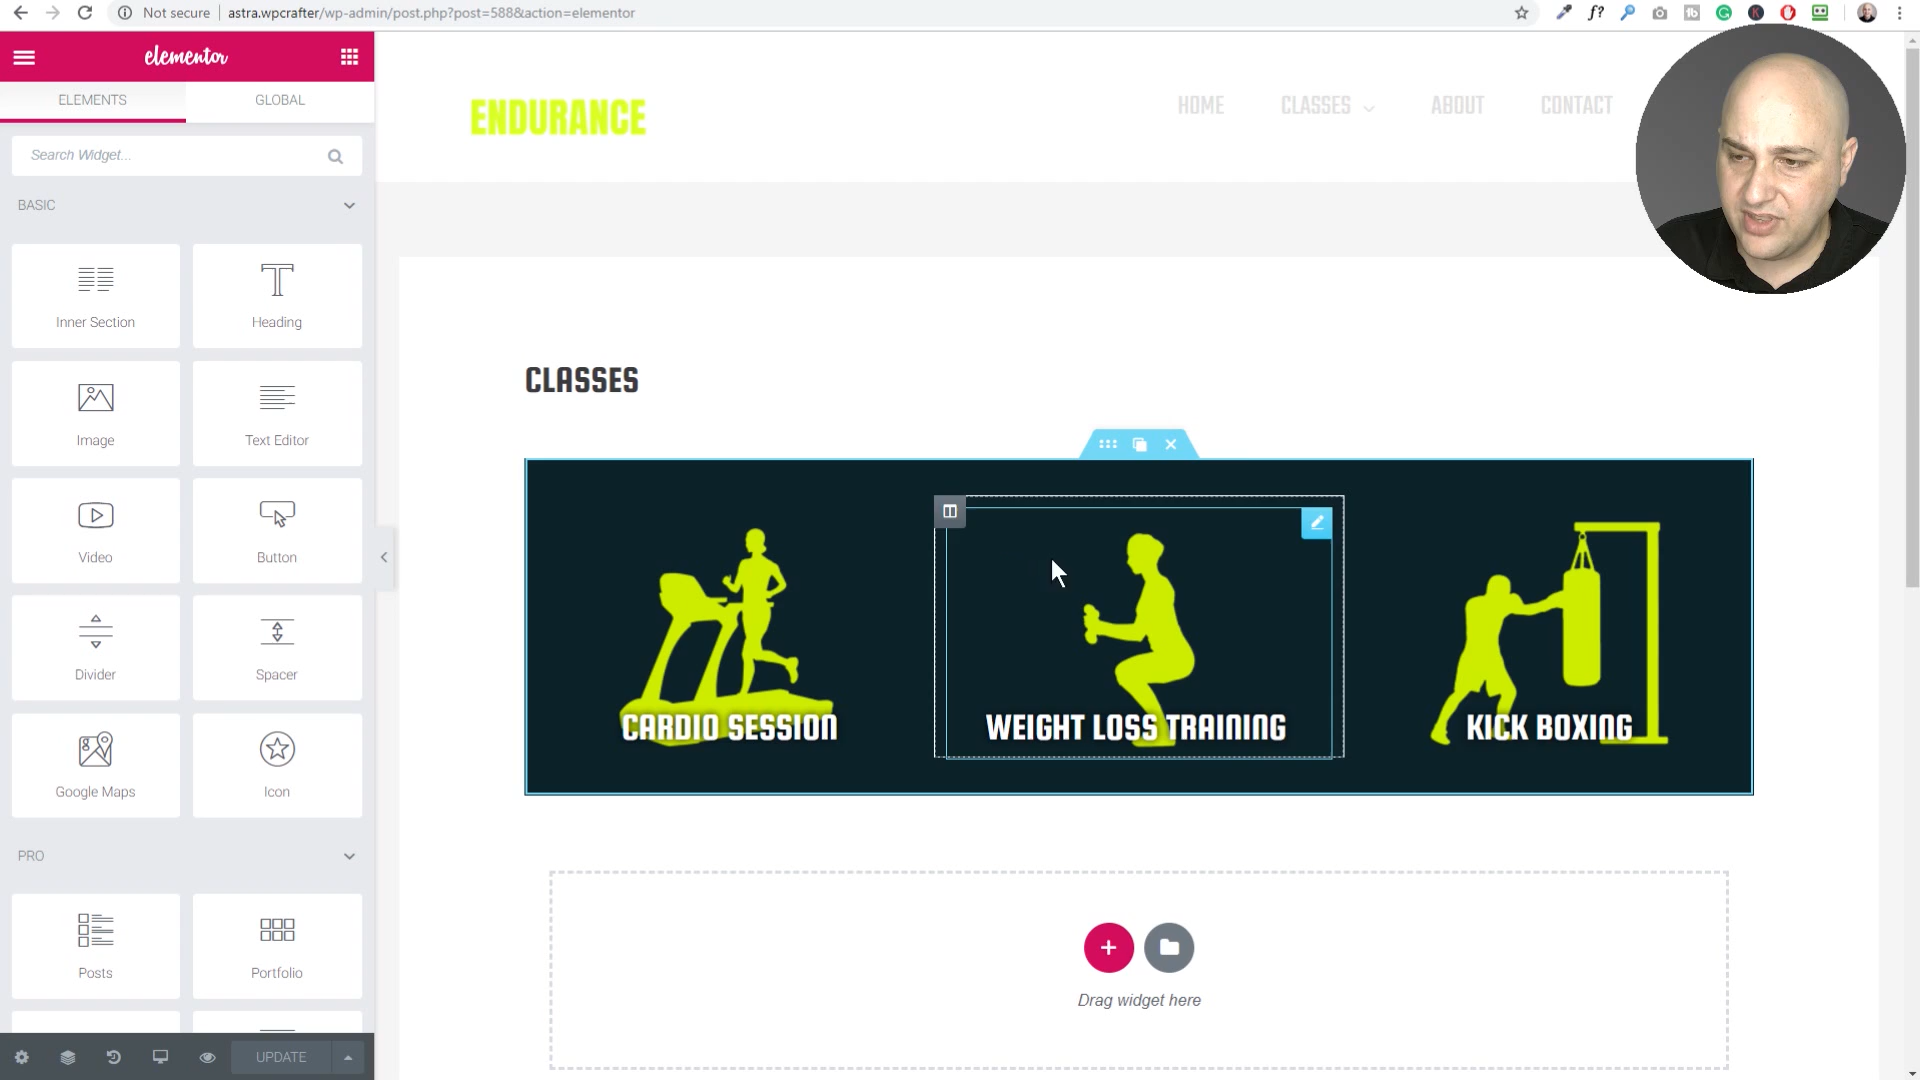 Not secure
astra.wpcrafter/wp-admin/post.php?post=588&action=elementor
f?
elementor
ELEMENTS
GLOBAL
Search Widget...
BASIC
Inner Section
Heading
Image
Text Editor
Video
Button
Divider
Spacer
Google Maps
Icon
PRO
Posts
Portfolio
UPDATE
ENDURANCE
HOME
CLASSES
ABOUT
CONTACT
CLASSES
CARDIO SESSION
WEIGHT LOSS TRAINING
KICK BOXING
Drag widget here